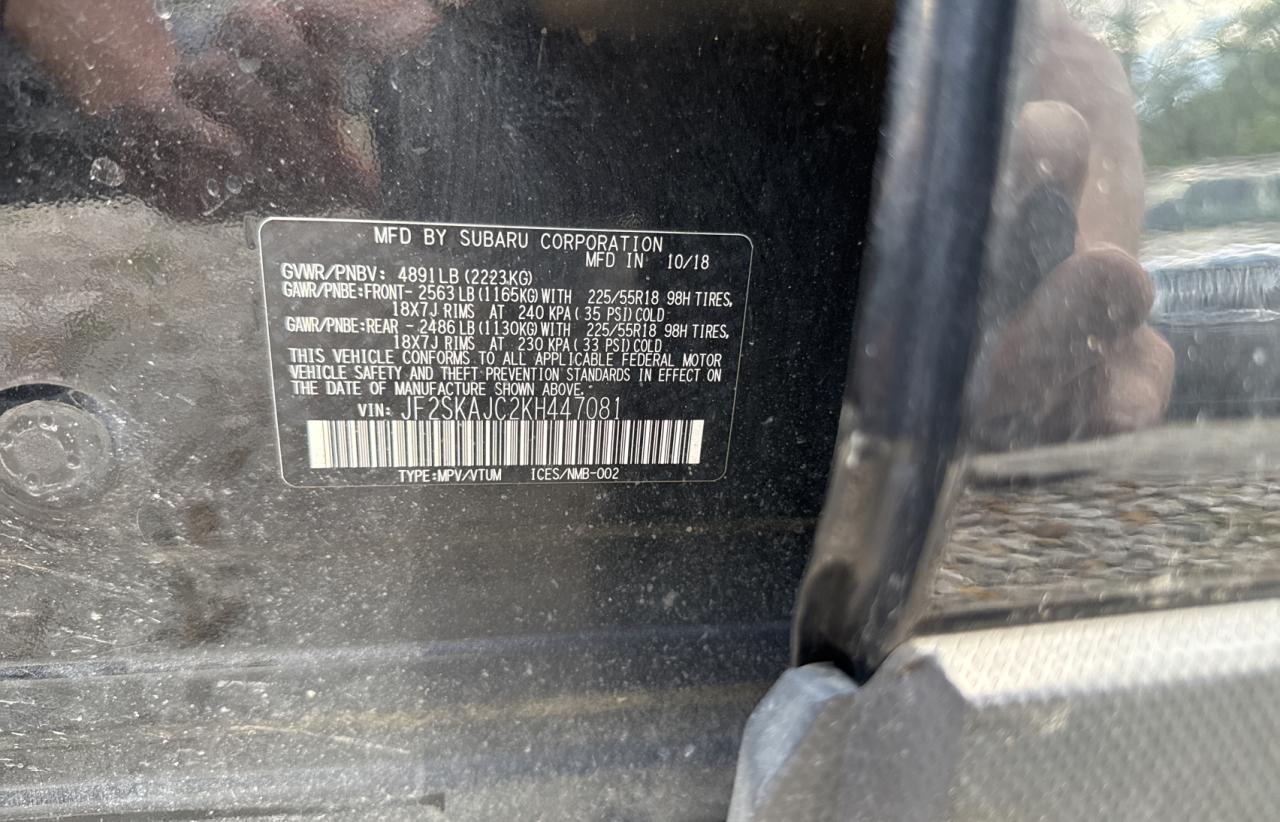 MFD BY SUBARU CORPORATION
MFD IN 10/18
GVWR/PNBV: 4891LB (2223KG)
GAWR/PNBE:FRONT- 2563 LB (1165KG) WITH 225/55R18 98H TIRES,
18X7J RIMS AT 240 KPA ( 35 PSI) COLD
GAWR/PNBE:REAR - 2486 LB (1130KG) WITH 225/55R18 98H TIRES,
18X7J RIMS AT 230 KPA ( 33 PSI) COLD
THIS VEHICLE CONFORMS TO ALL APPLICABLE FEDERAL MOTOR
VEHICLE SAFETY AND THEFT PREVENTION STANDARDS IN EFFECT ON
THE DATE OF MANUFACTURE SHOWN ABOVE.
VIN: JF2SKAJC2KH447081
TYPE:MPV/VTUM ICES/NMB-002